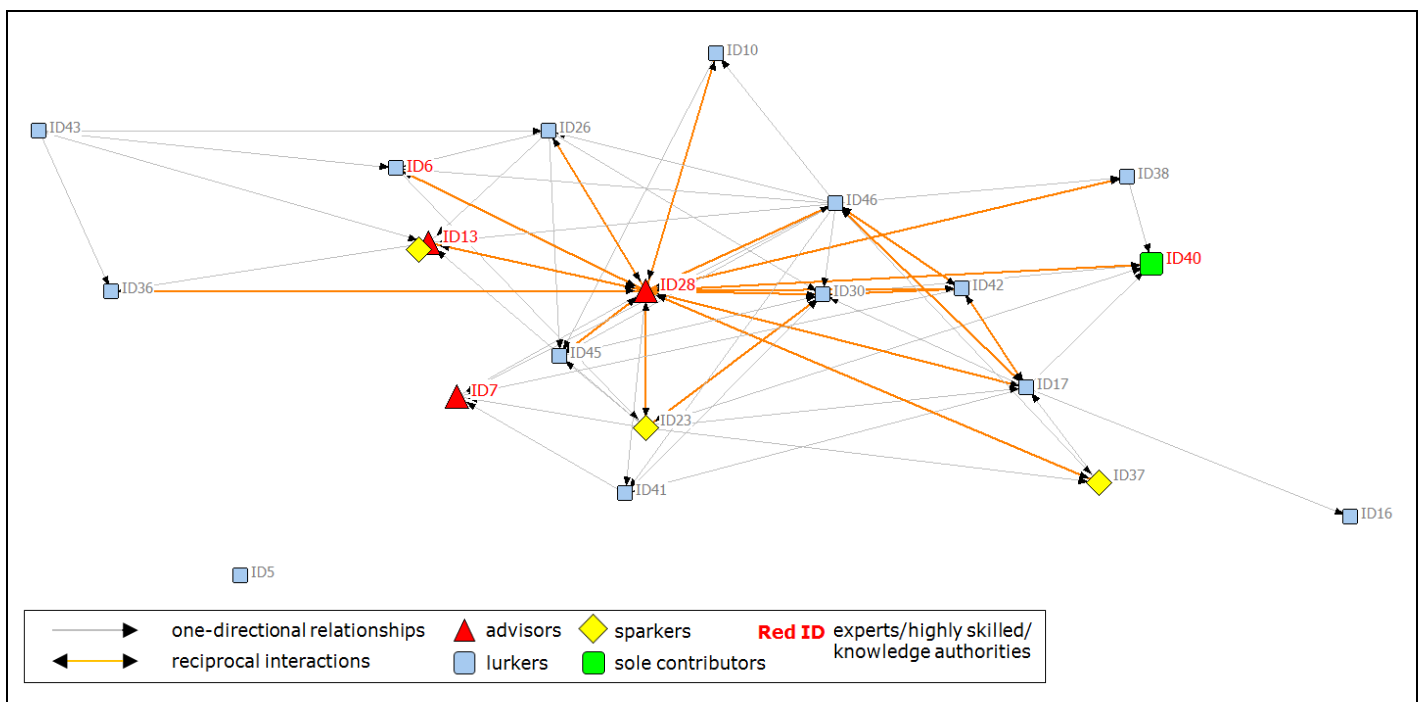 ID10
ID43
ID26
ID6
ID38
ID46
ID13
ID40
ID28
ID36
ID30
ID42
ID45
ID7
ID17
ID23
ID37
ID41
ID16
ID5
one-directional relationships
advisors
sparkers
Red ID experts/highly skilled/
knowledge authorities
reciprocal interactions
lurkers
sole contributors